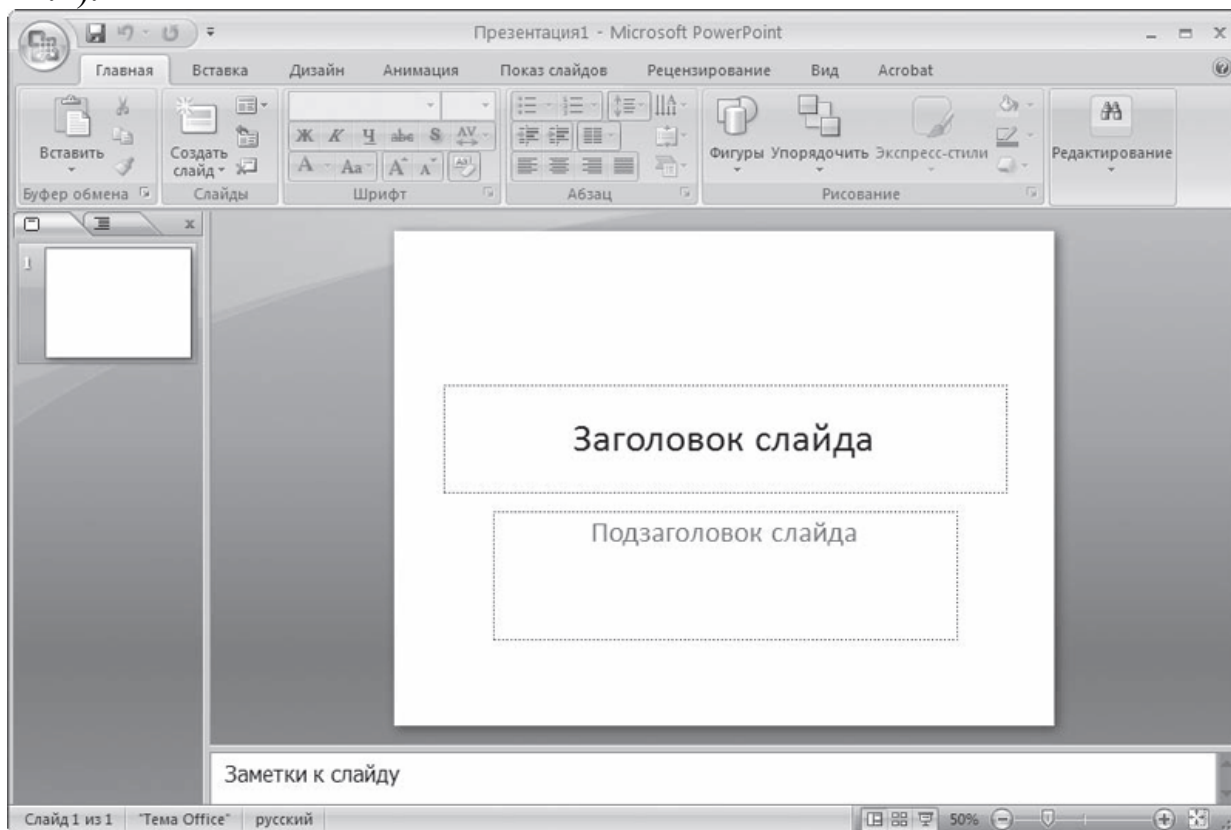 Презентация1 - Microsoft PowerPoint
Главная Вставка Дизайн Анимация Показ слайдов Рецензирование Вид Acrobat
Вставить Создать слайд Ж К Ч abc S AV Aa Фигуры Упорядочить Экспресс-стили Редактирование
Буфер обмена Слайды Шрифт Абзац Рисование
1
Заголовок слайда
Подзаголовок слайда
Заметки к слайду
Слайд 1 из 1 "Тема Office" русский 50%